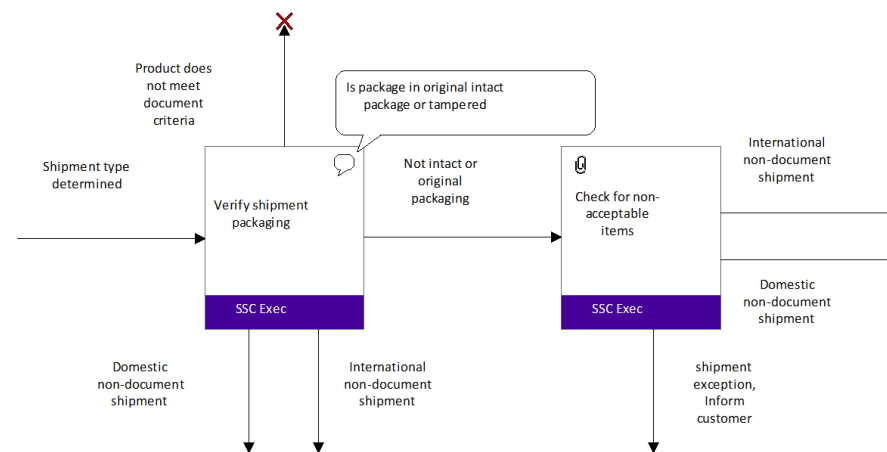 Product does
not meet
document
criteria
Is package in original intact
package or tampered
Shipment type
determined
Verify shipment
packaging
SSC Exec
Not intact or
original
packaging
Check for non-
acceptable
items
SSC Exec
International
non-document
shipment
Domestic
non-document
shipment
Domestic
non-document
shipment
International
non-document
shipment
shipment
exception,
Inform
customer